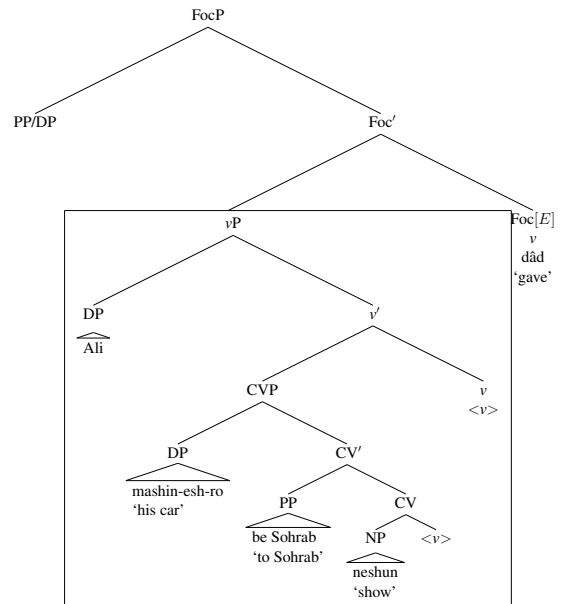 FocP
PP/DP Foc′
vP Foc[E]
v
dâd
‘gave’
DP v′
Ali
CVP v
<v>
DP CV′
mashin-esh-ro
‘his car’
PP CV
be Sohrab
‘to Sohrab’
NP <v>
neshun
‘show’